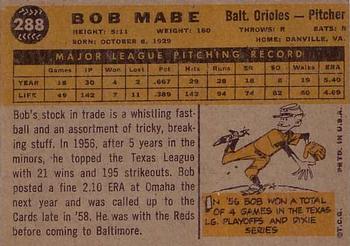 288
BOB MABE
Balt. Orioles — Pitcher
HEIGHT: 5:11 WEIGHT: 160 THROWS: R BATS: R
BORN: OCTOBER 8, 1929 HOME: DANVILLE, VA.
MAJOR LEAGUE PITCHING RECORD
Games IP Won Lost Pct. Hits Runs SO Walks ERA
YEAR 18 30 4 2 .667 29 28 19 5.40
LIFE 49 142 7 11 .389 142 94 74 4.69
Bob's stock in trade is a whistling fast-
ball and an assortment of tricky, break-
ing stuff. In 1956, after 5 years in the
minors, he topped the Texas League
with 21 wins and 195 strikeouts. Bob
posted a fine 2.10 ERA at Omaha the
next year and was called up to the
Cards late in '58. He was with the Reds
before coming to Baltimore.
IN '56 BOB WON A TOTAL
OF 4 GAMES IN THE TEXAS
LG. PLAYOFFS AND DIXIE
SERIES
©T.C.G. PRTD. IN U.S.A.